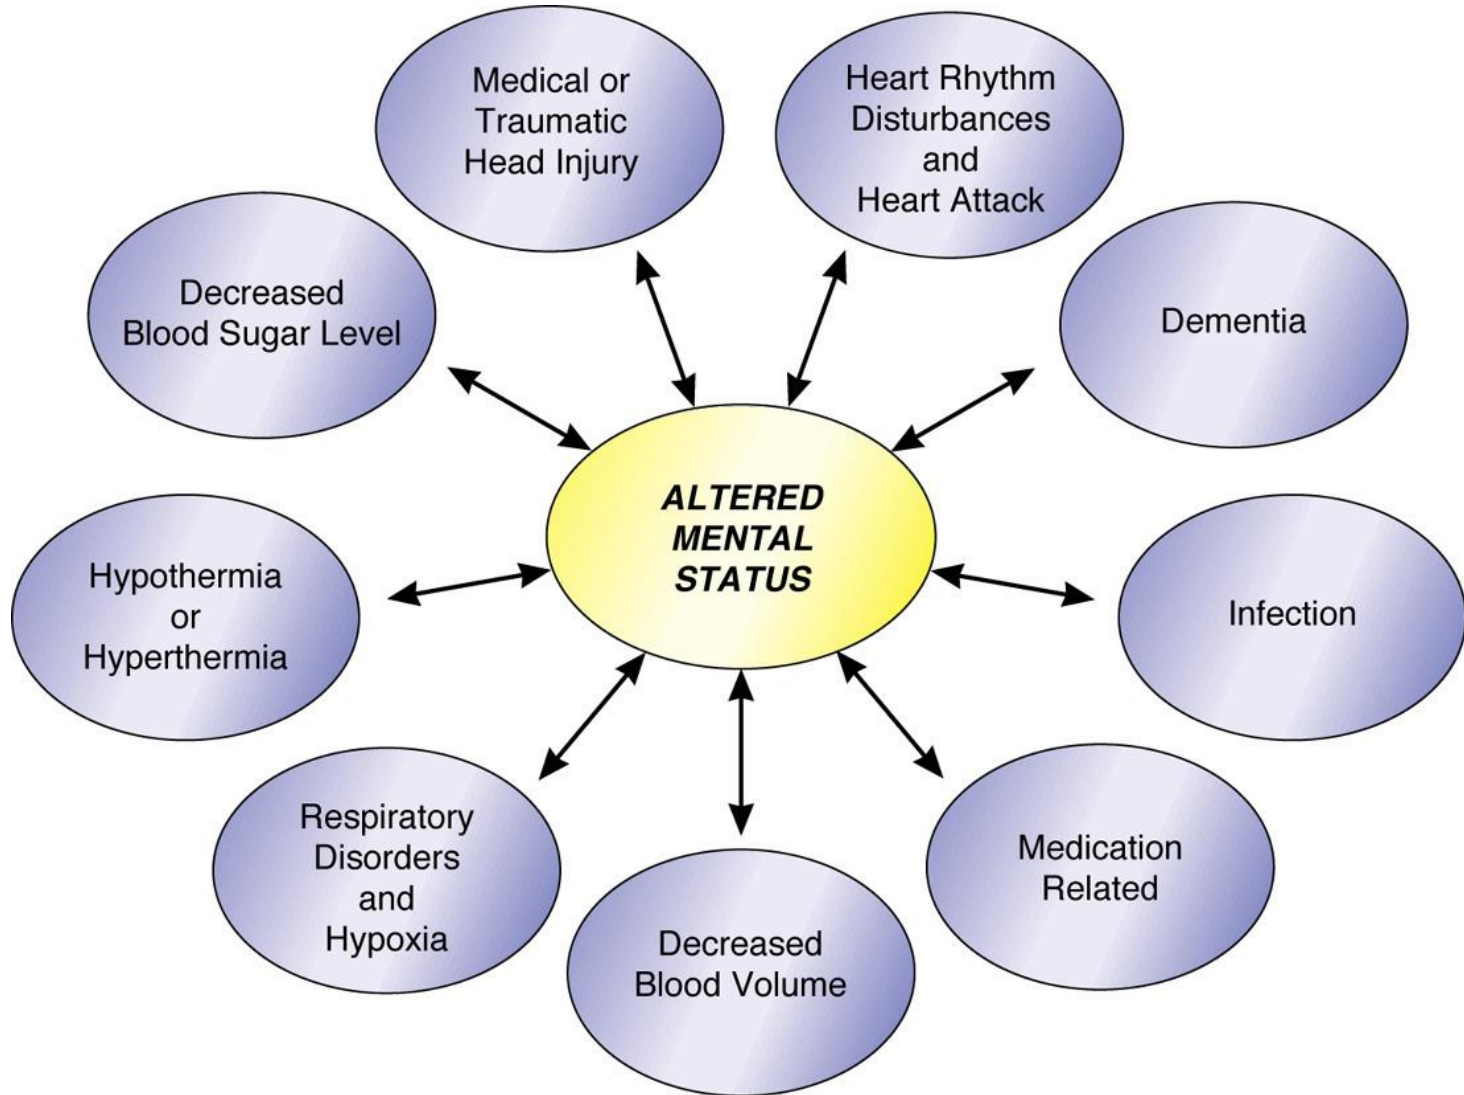 Medical or
Traumatic
Head Injury
Heart Rhythm
Disturbances
and
Heart Attack
Decreased
Blood Sugar Level
Dementia
ALTERED
MENTAL
STATUS
Hypothermia
or
Hyperthermia
Infection
Respiratory
Disorders
and
Hypoxia
Medication
Related
Decreased
Blood Volume